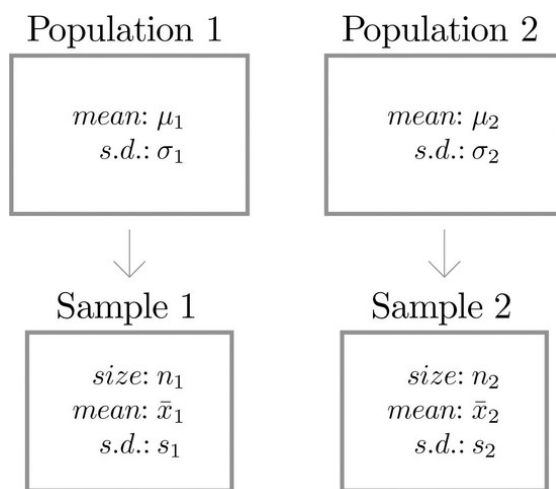 Population 1
mean: μ₁
s.d.: σ₁
Population 2
mean: μ₂
s.d.: σ₂
Sample 1
size: n₁
mean: x̄₁
s.d.: s₁
Sample 2
size: n₂
mean: x̄₂
s.d.: s₂